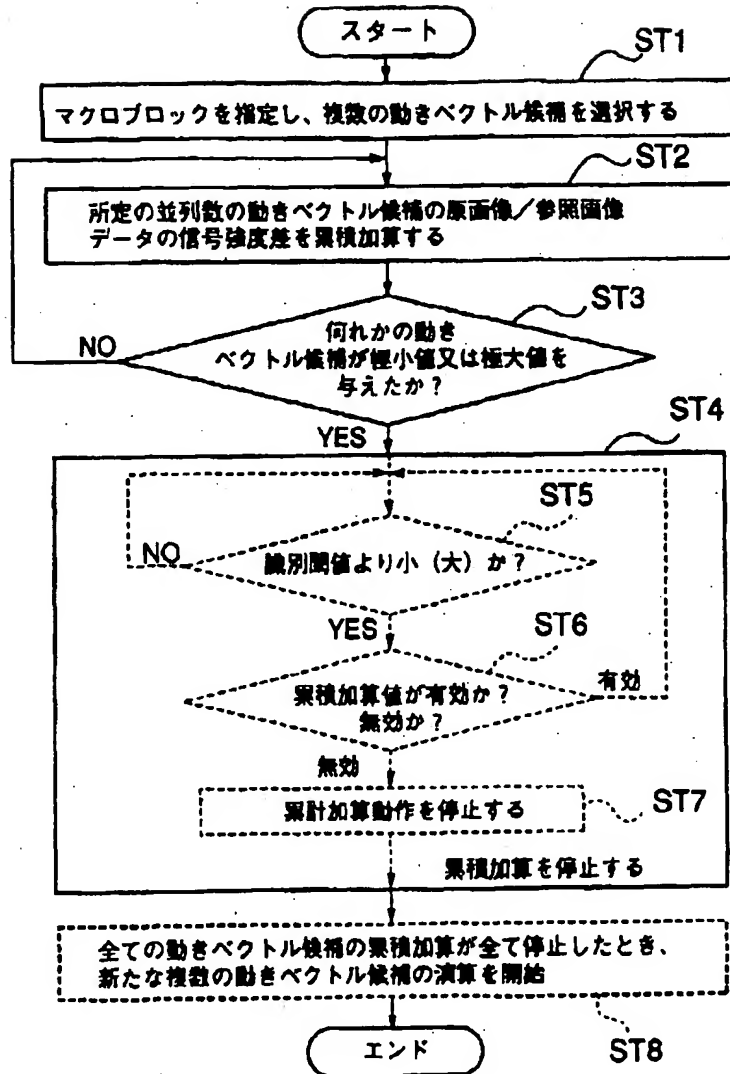 スタート
ST1
マクロブロックを指定し、複数の動きベクトル候補を選択する
ST2
所定の並列数の動きベクトル候補の原画像／参照画像
データの信号強度差を累積加算する
ST3
何れかの動き
ベクトル候補が極小値又は極大値を
与えたか？
NO
YES
ST4
ST5
識別閾値より小（大）か？
NO
YES
ST6
累積加算値が有効か？
無効か？
有効
無効
累計加算動作を停止する
ST7
累積加算を停止する
全ての動きベクトル候補の累積加算が全て停止したとき、
新たな複数の動きベクトル候補の演算を開始
ST8
エンド